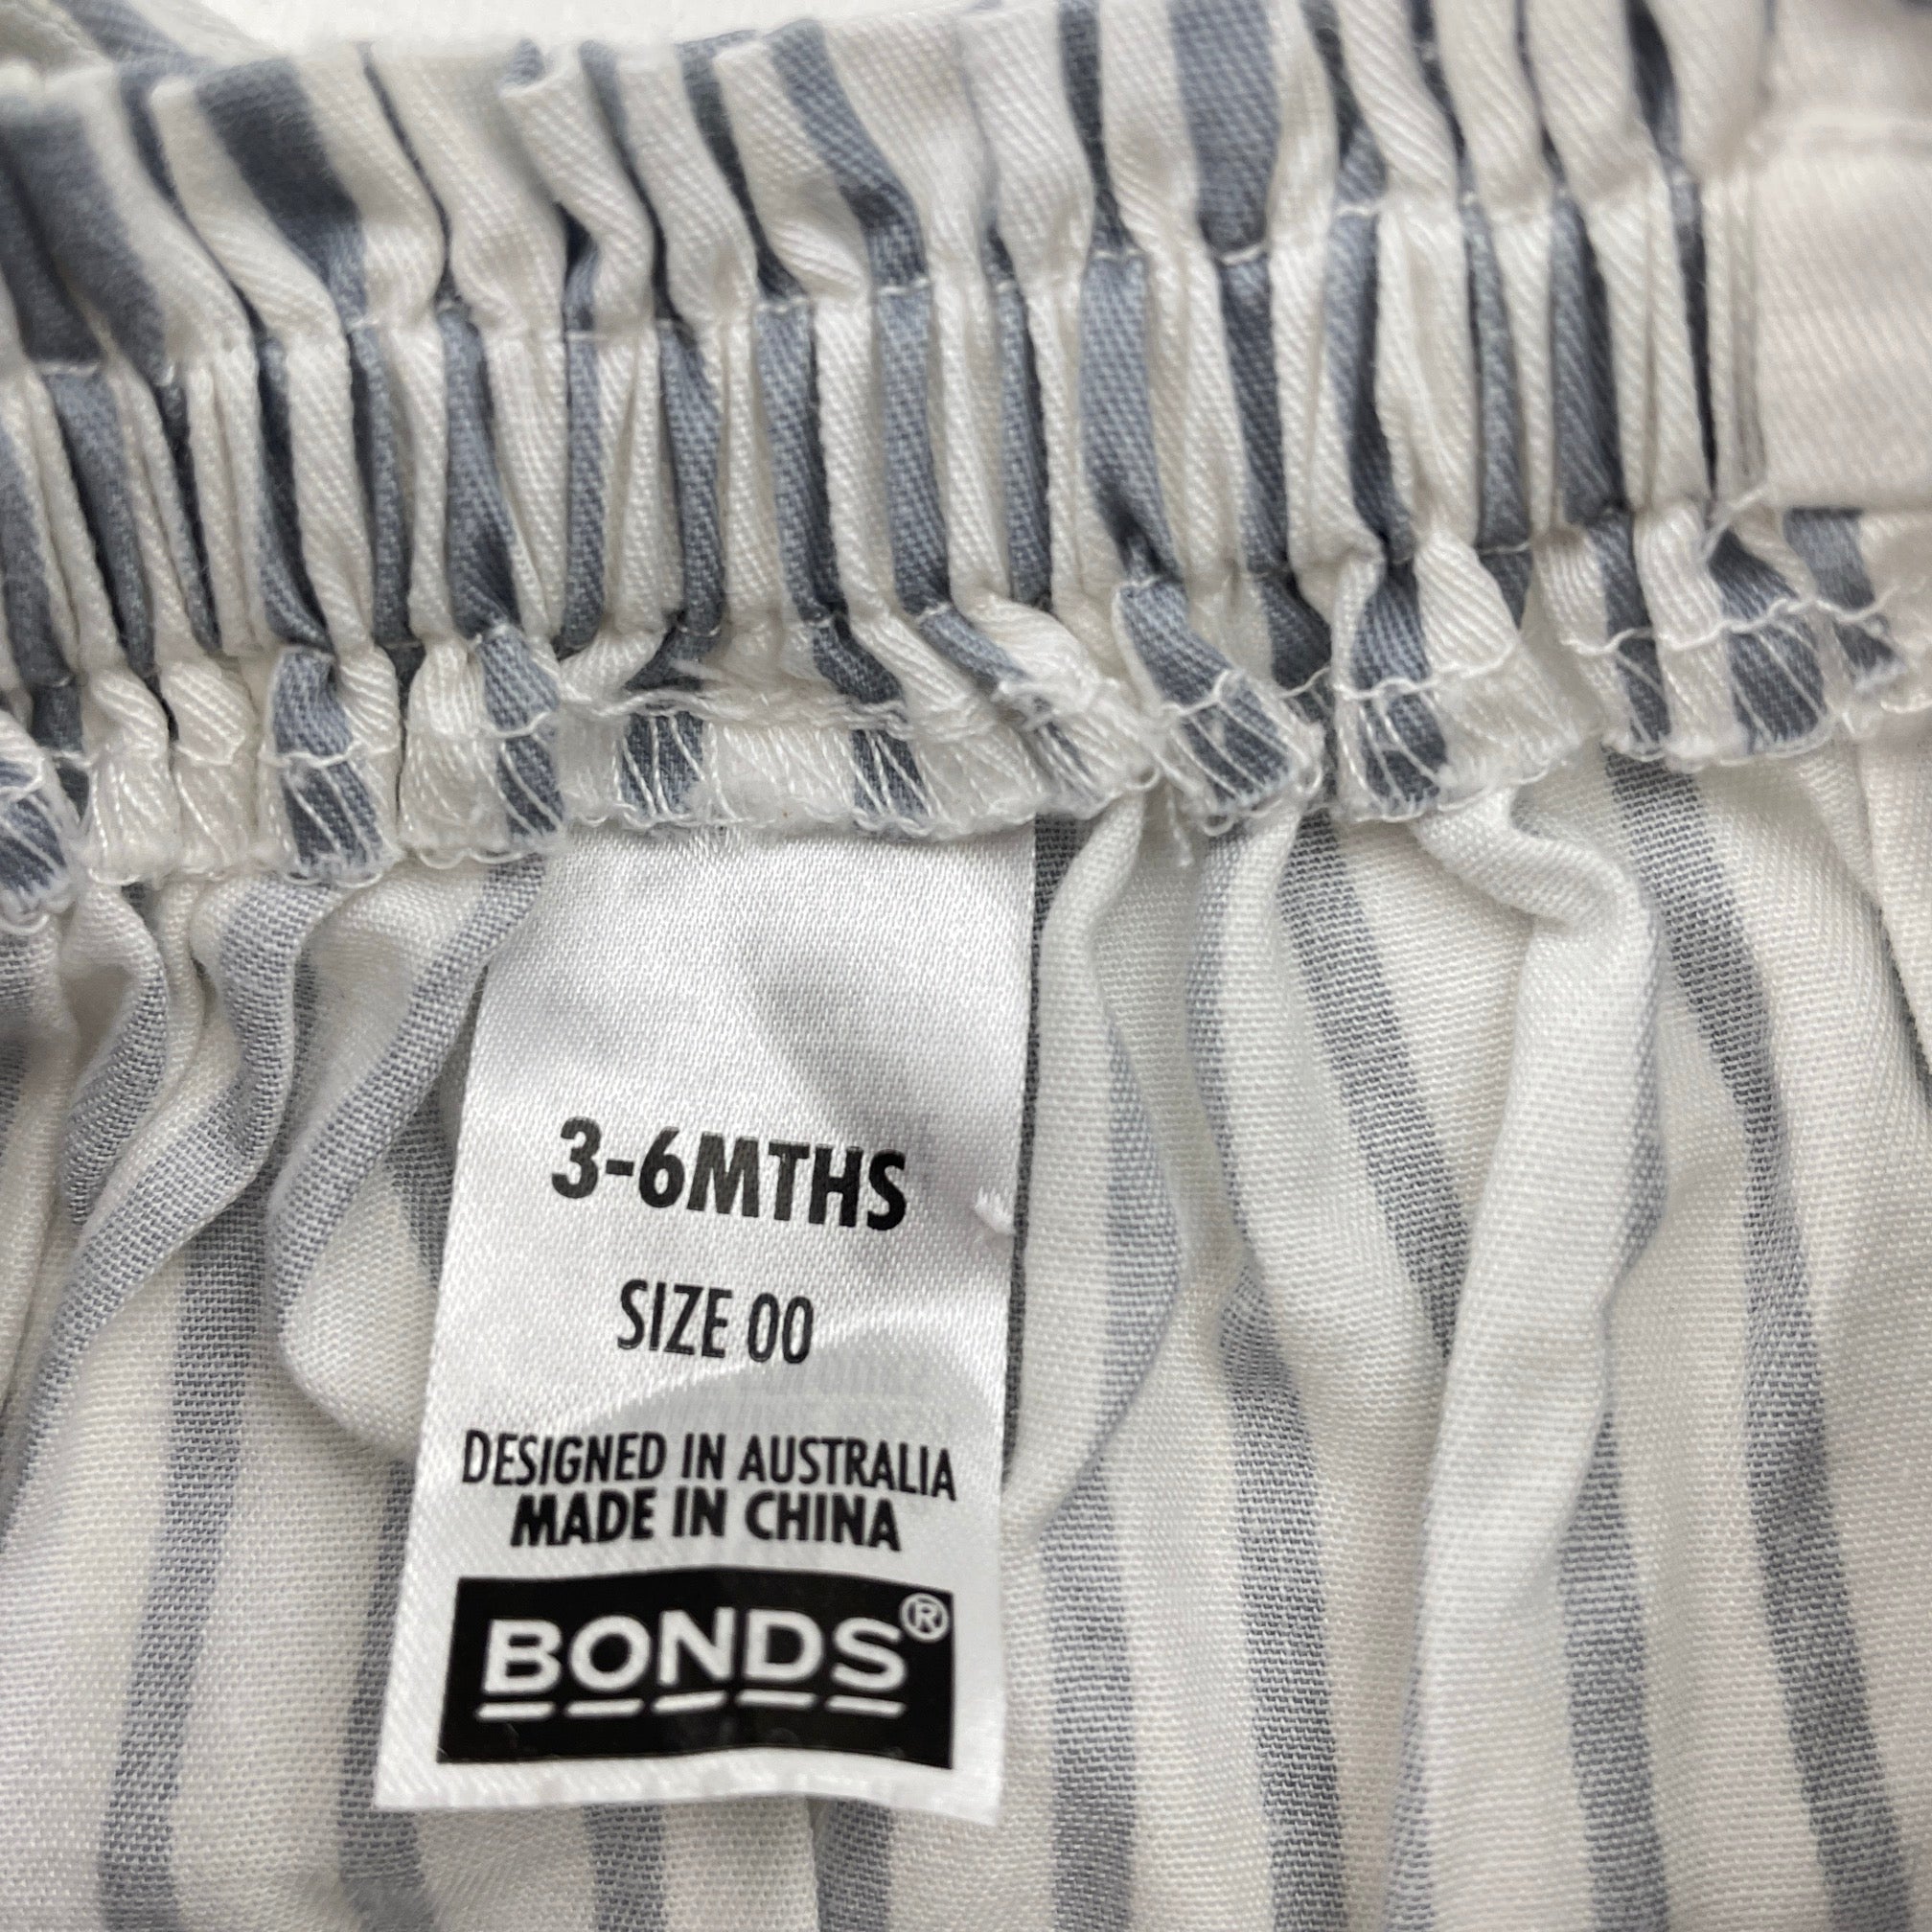 3-6MTHS
SIZE 00
DESIGNED IN AUSTRALIA
MADE IN CHINA
BONDS®